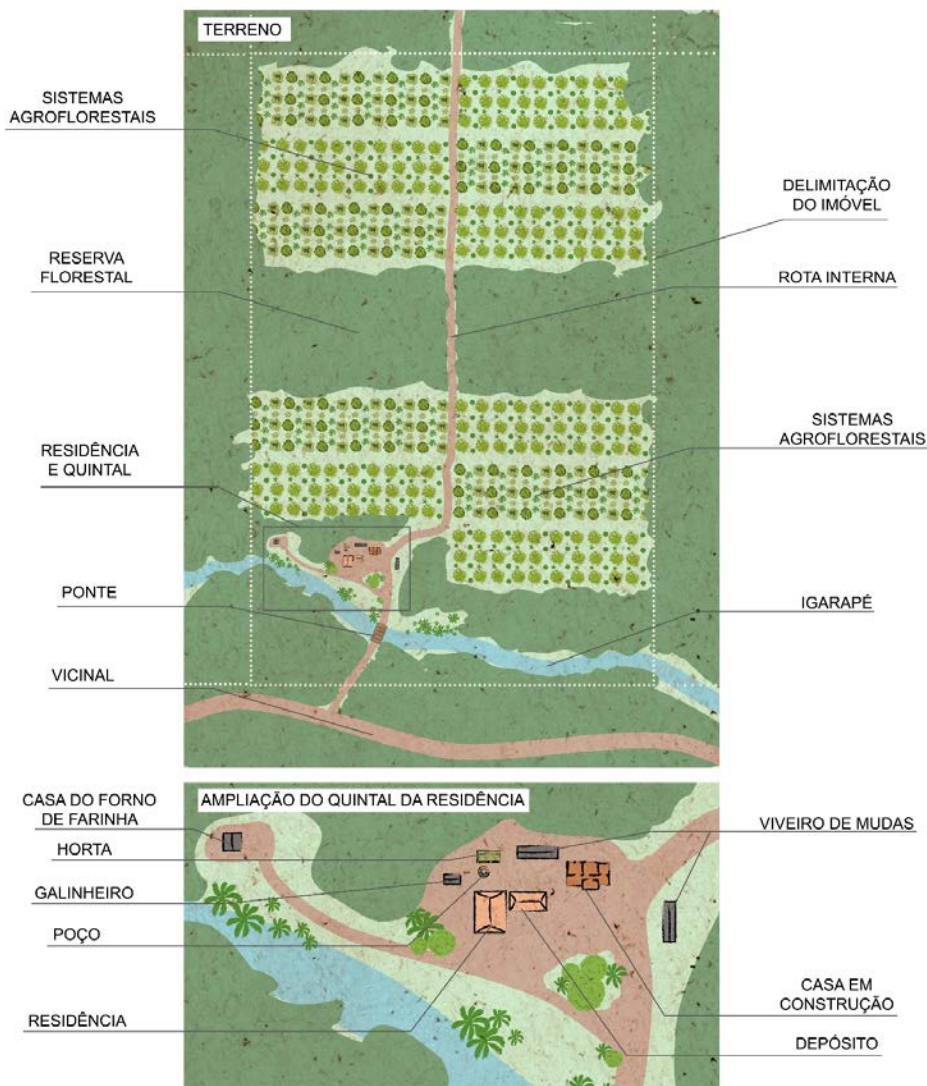 TERRENO
SISTEMAS
AGROFLORESTAIS
DELIMITAÇÃO
DO IMÓVEL
RESERVA
FLORESTAL
ROTA INTERNA
SISTEMAS
AGROFLORESTAIS
RESIDÊNCIA
E QUINTAL
PONTE
IGARAPÉ
VICINAL
AMPLIAÇÃO DO QUINTAL DA RESIDÊNCIA
CASA DO FORNO
DE FARINHA
VIVEIRO DE MUDAS
HORTA
GALINHEIRO
POÇO
CASA EM
CONSTRUÇÃO
RESIDÊNCIA
DEPÓSITO